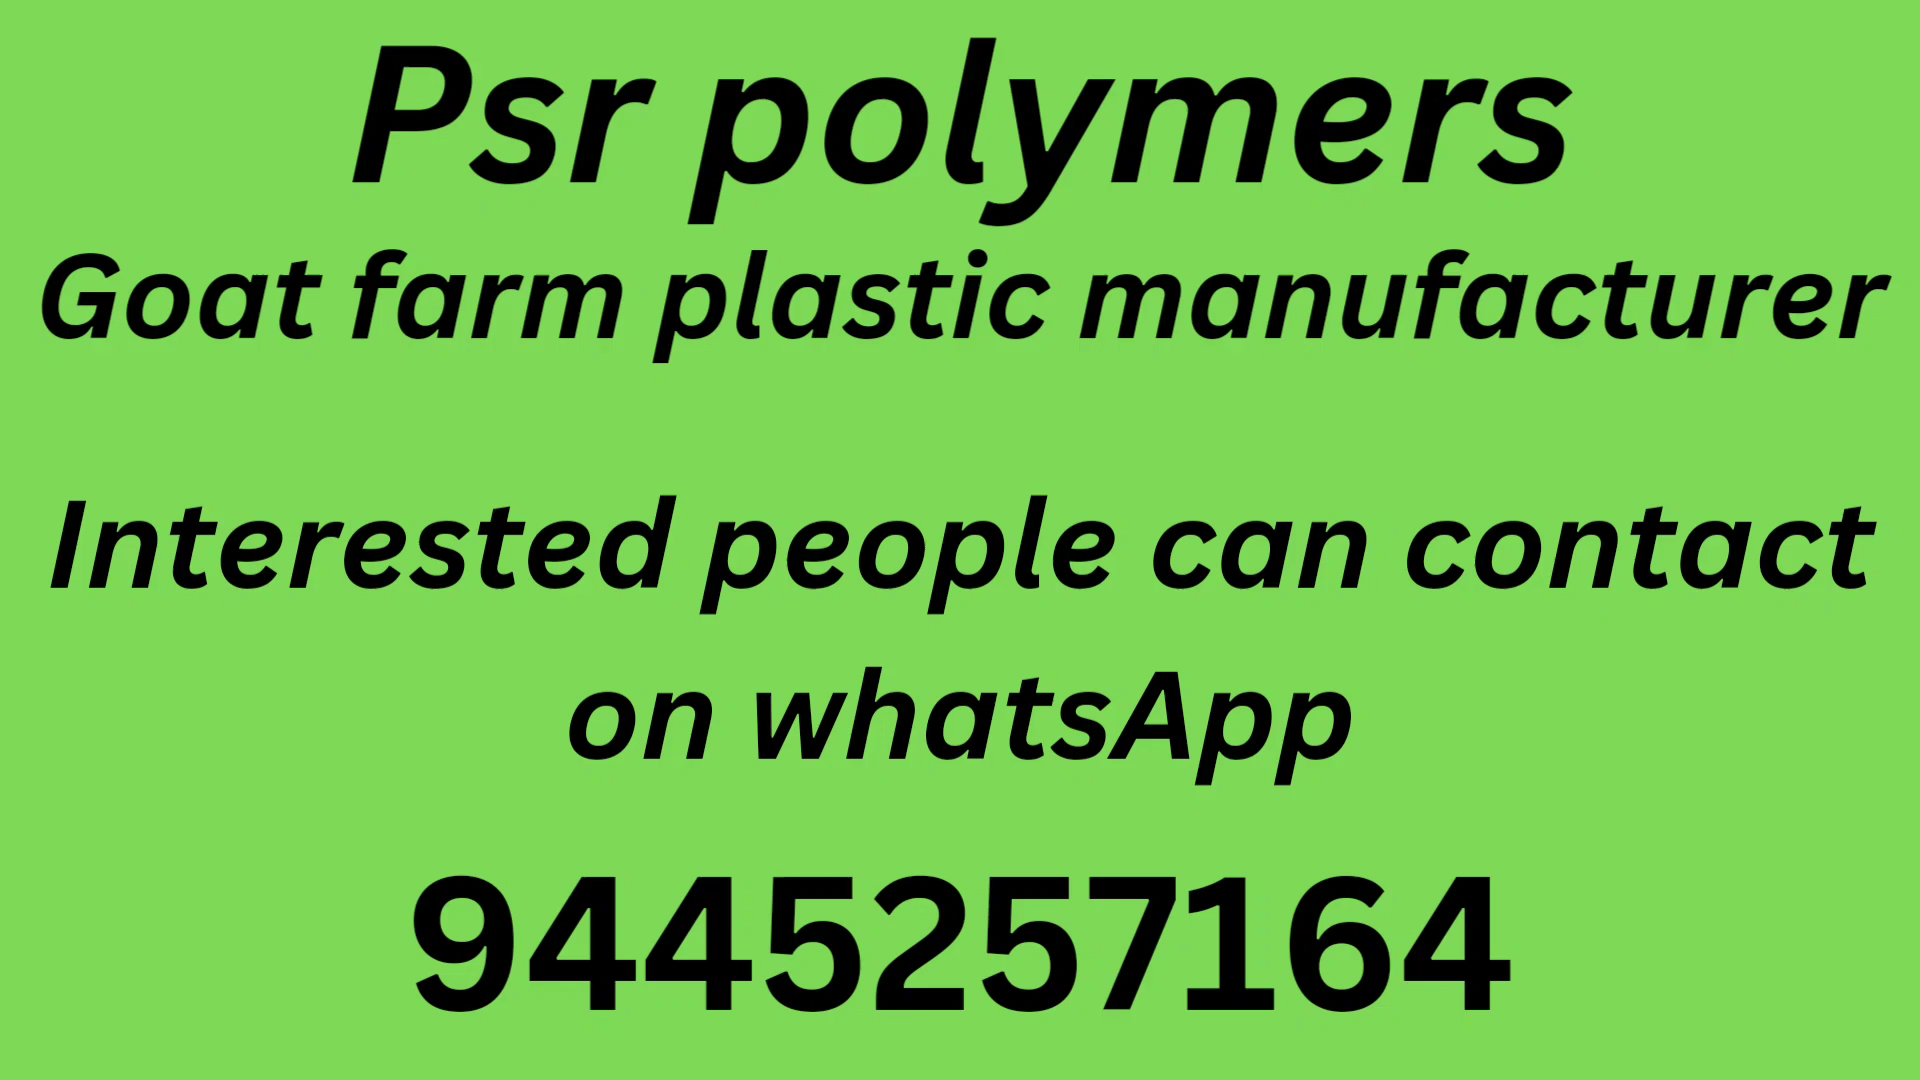 Psr polymers
Goat farm plastic manufacturer
Interested people can contact
on whatsApp
9445257164